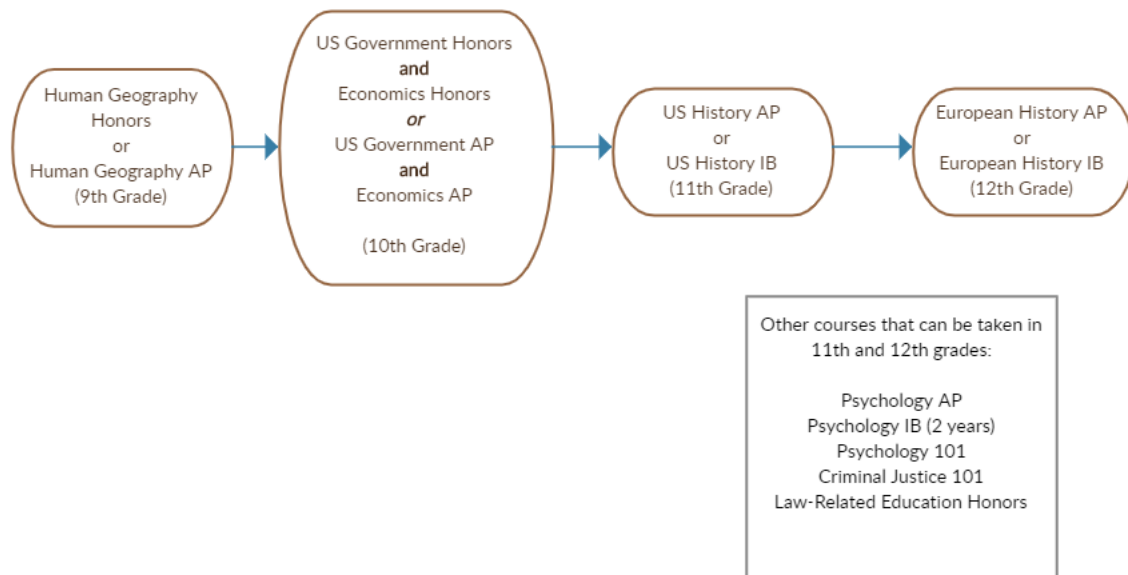 Human Geography
Honors
or
Human Geography AP
(9th Grade)
US Government Honors
and
Economics Honors
or
US Government AP
and
Economics AP
(10th Grade)
US History AP
or
US History IB
(11th Grade)
European History AP
or
European History IB
(12th Grade)
Other courses that can be taken in
11th and 12th grades:
Psychology AP
Psychology IB (2 years)
Psychology 101
Criminal Justice 101
Law-Related Education Honors